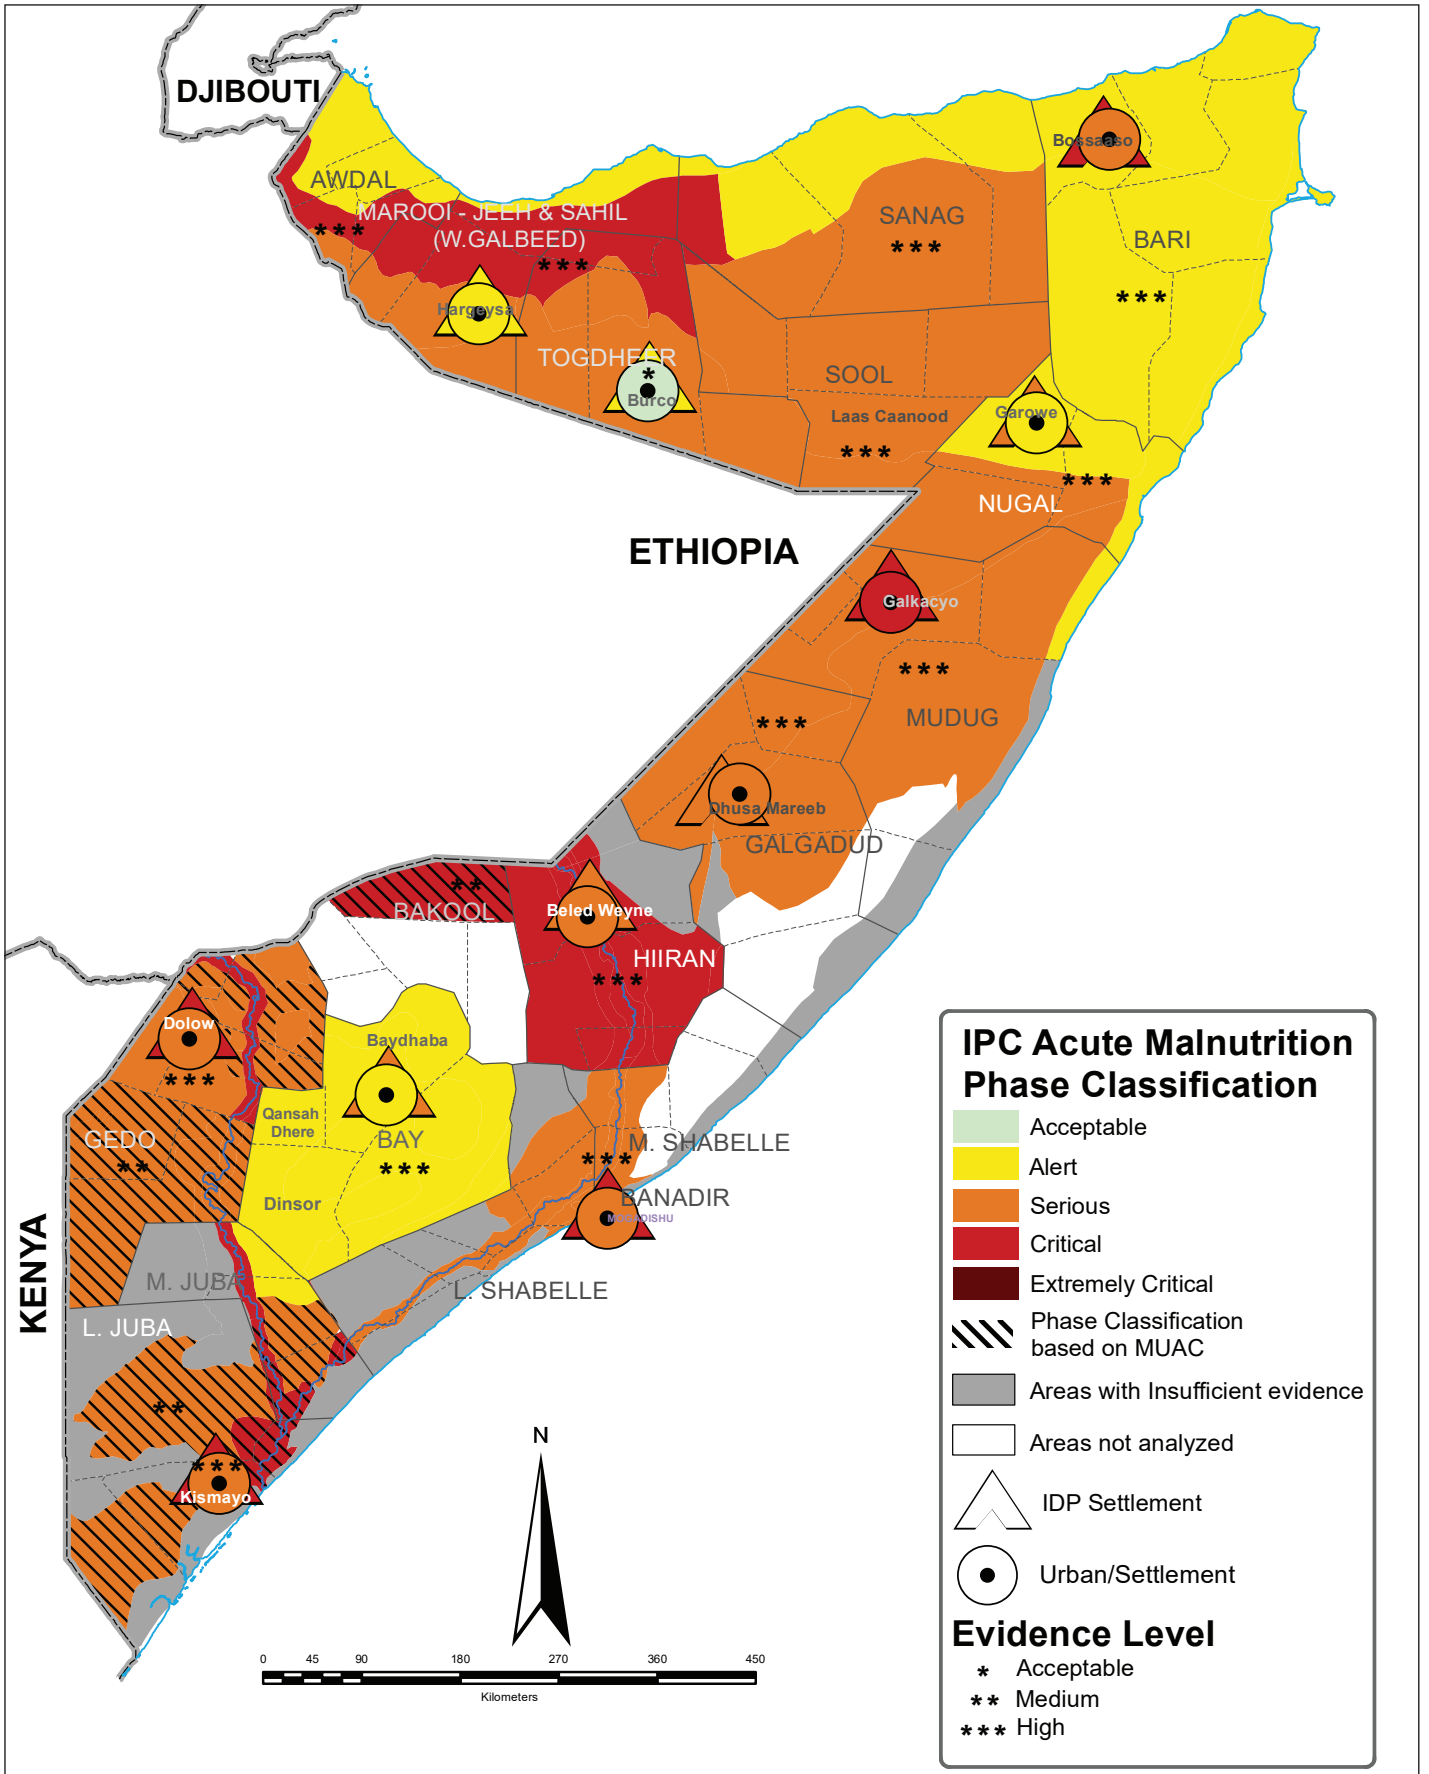 DJIBOUTI
Bossaaso
AWDAL
MAROOI - JEEH & SAHIL
(W.GALBEED)
***
***
SANAG
***
BARI
***
Hargeysa
TOGDHEER
*
Burco
SOOL
Laas Caanood
***
Garowe
***
NUGAL
ETHIOPIA
Galkacyo
***
MUDUG
***
Dhusa Mareeb
GALGADUD
**
BAKOOL
Beled Weyne
HIIRAN
***
Dolow
***
Baydhaba
Qansah
Dhere
BAY
***
GEDO
**
M. SHABELLE
***
Dinsor
BANADIR
MOGADISHU
KENYA
M. JUBA
L. SHABELLE
L. JUBA
**
***
Kismayo
N
0 45 90 180 270 360 450
Kilometers
IPC Acute Malnutrition
Phase Classification
Acceptable
Alert
Serious
Critical
Extremely Critical
Phase Classification
based on MUAC
Areas with Insufficient evidence
Areas not analyzed
IDP Settlement
Urban/Settlement
Evidence Level
* Acceptable
** Medium
*** High